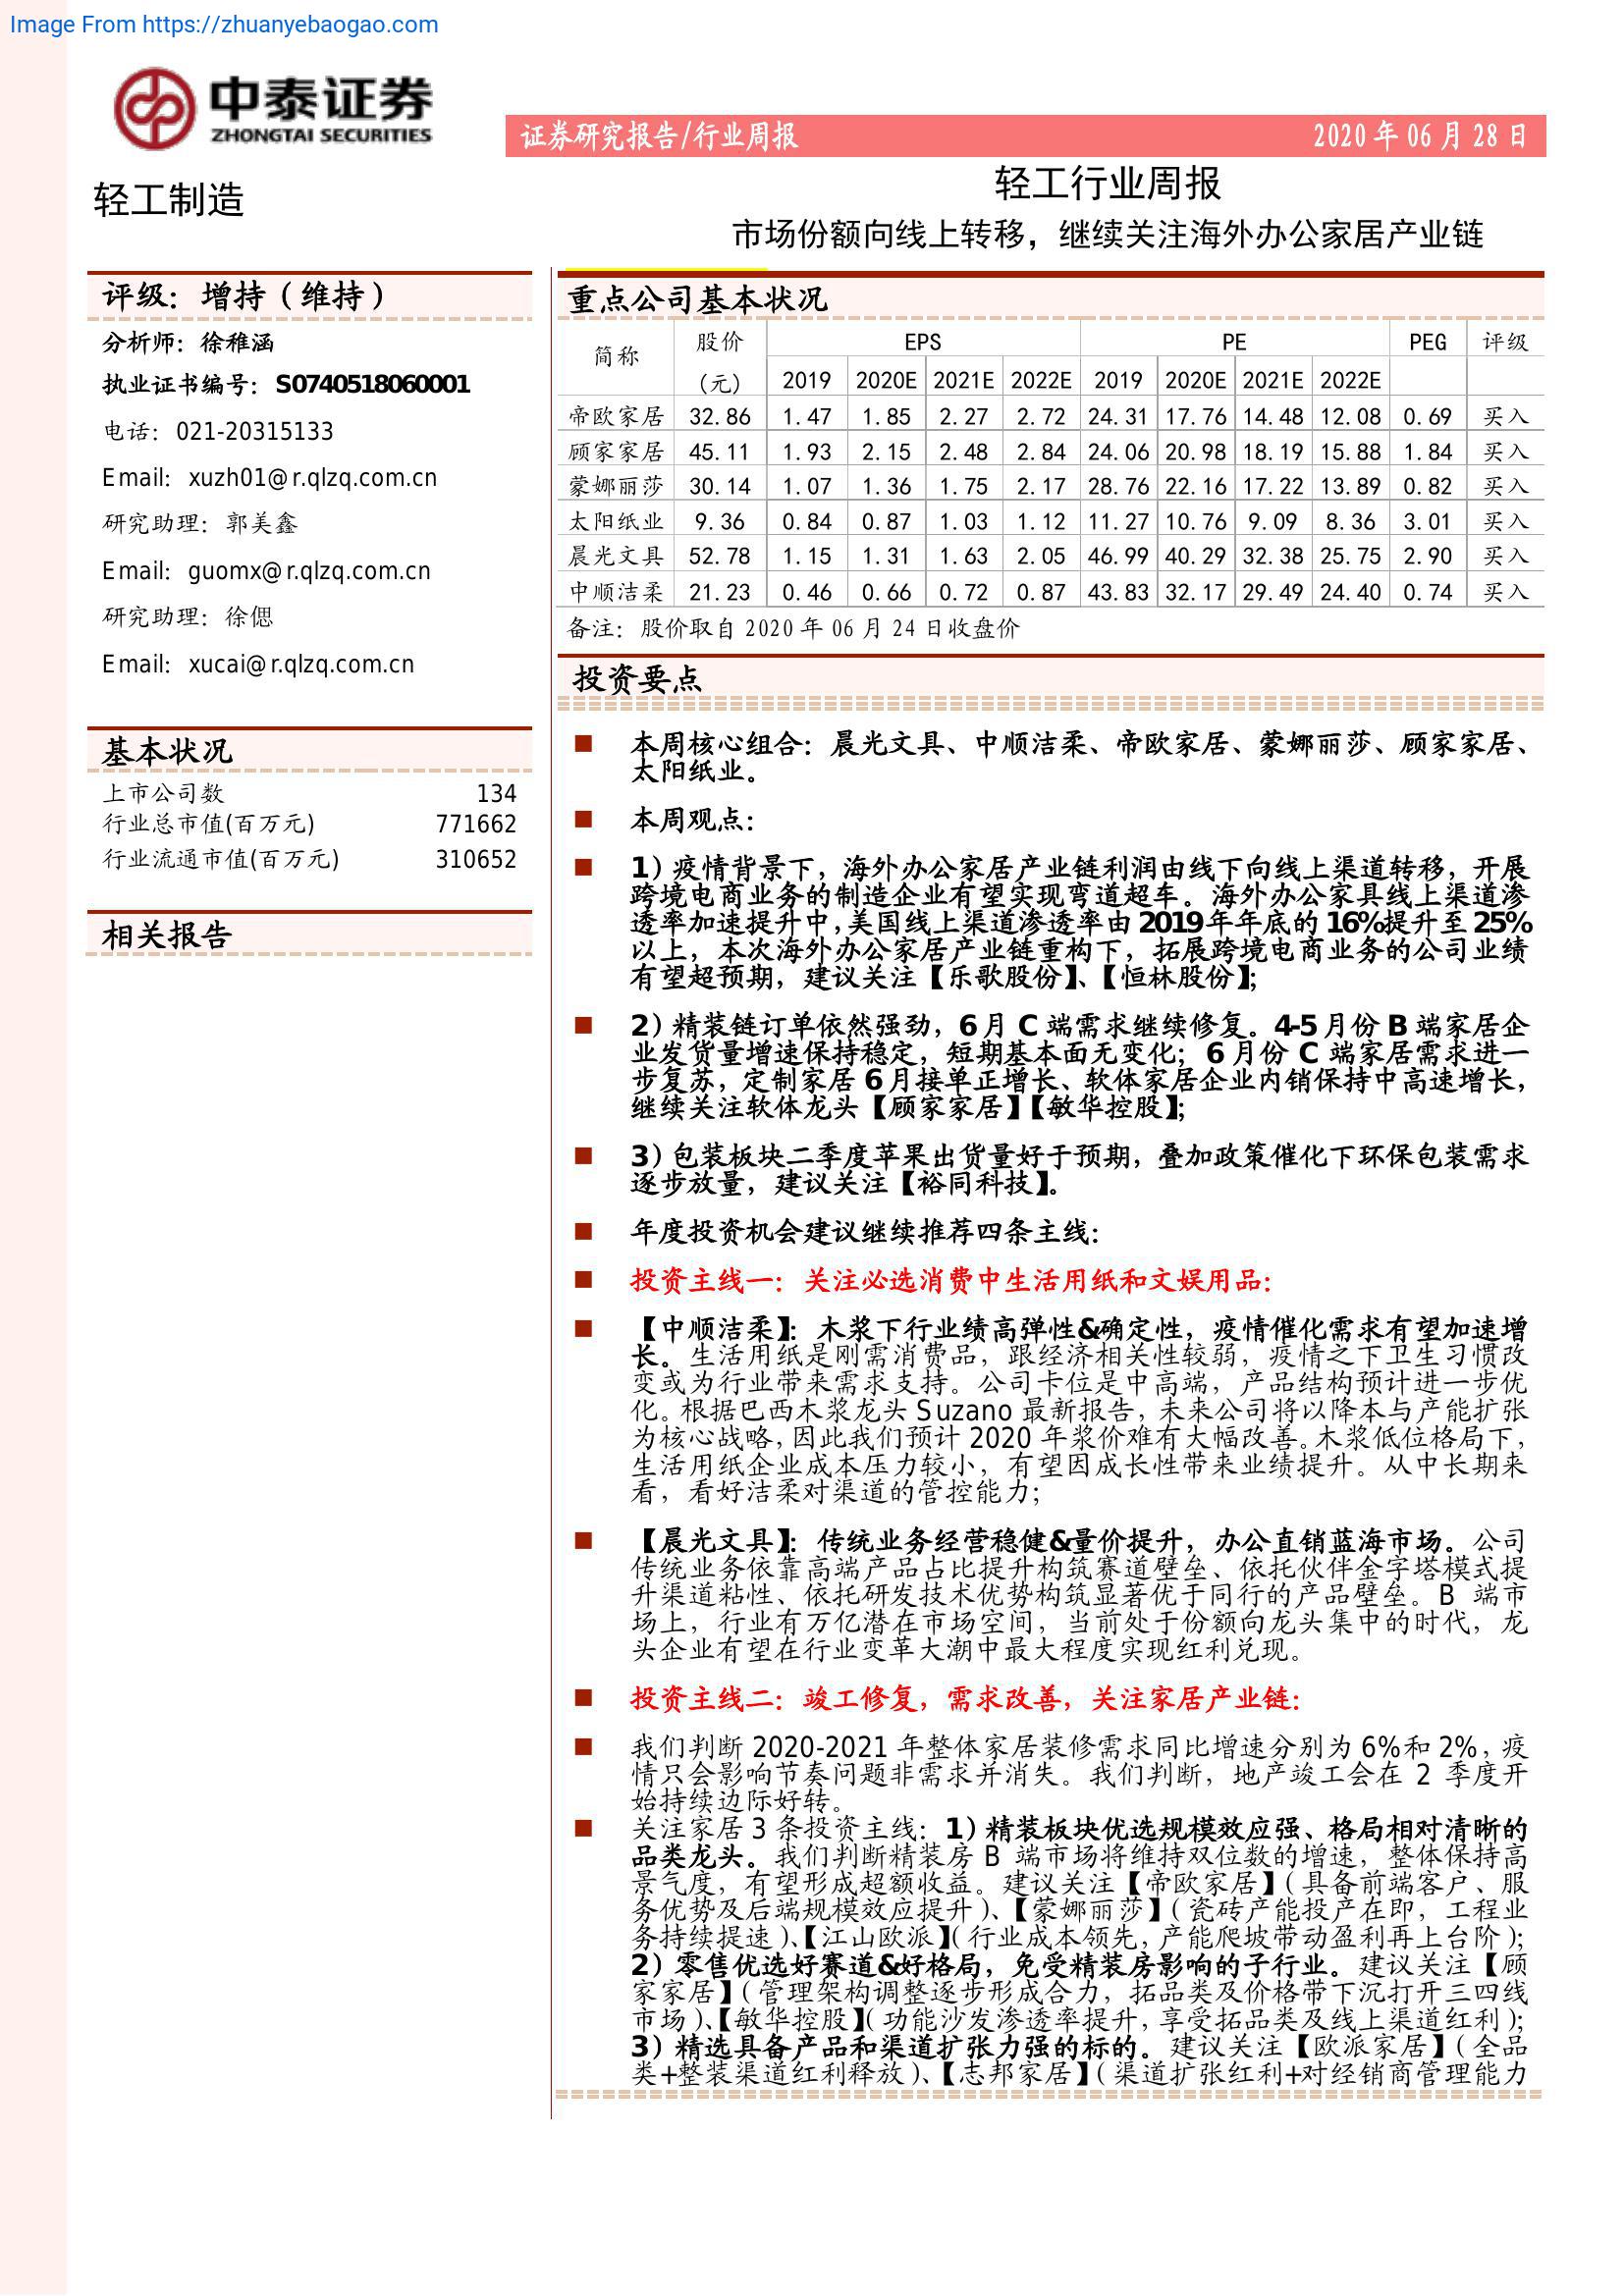 Image From https://zhuanyebaogao.com
中泰证券
ZHONGTAI SECURITIES
证券研究报告/行业周报 2020 年 06 月 28 日
轻工制造
轻工行业周报
市场份额向线上转移，继续关注海外办公家居产业链
评级：增持（维持）
分析师：徐稚涵
执业证书编号：S0740518060001
电话：021-20315133
Email：xuzh01@r.qlzq.com.cn
研究助理：郭美鑫
Email：guomx@r.qlzq.com.cn
研究助理：徐偲
Email：xucai@r.qlzq.com.cn
基本状况
上市公司数 134
行业总市值(百万元) 771662
行业流通市值(百万元) 310652
相关报告
重点公司基本状况
简称 股价 EPS PE PEG 评级
(元) 2019 2020E 2021E 2022E 2019 2020E 2021E 2022E
帝欧家居 32.86 1.47 1.85 2.27 2.72 24.31 17.76 14.48 12.08 0.69 买入
顾家家居 45.11 1.93 2.15 2.48 2.84 24.06 20.98 18.19 15.88 1.84 买入
蒙娜丽莎 30.14 1.07 1.36 1.75 2.17 28.76 22.16 17.22 13.89 0.82 买入
太阳纸业 9.36 0.84 0.87 1.03 1.12 11.27 10.76 9.09 8.36 3.01 买入
晨光文具 52.78 1.15 1.31 1.63 2.05 46.99 40.29 32.38 25.75 2.90 买入
中顺洁柔 21.23 0.46 0.66 0.72 0.87 43.83 32.17 29.49 24.40 0.74 买入
备注：股价取自 2020 年 06 月 24 日收盘价
投资要点
■ 本周核心组合：晨光文具、中顺洁柔、帝欧家居、蒙娜丽莎、顾家家居、
太阳纸业。
■ 本周观点：
■ 1）疫情背景下，海外办公家居产业链利润由线下向线上渠道转移，开展
跨境电商业务的制造企业有望实现弯道超车。海外办公家具线上渠道渗
透率加速提升中，美国线上渠道渗透率由 2019 年年底的 16%提升至 25%
以上，本次海外办公家居产业链重构下，拓展跨境电商业务的公司业绩
有望超预期，建议关注【乐歌股份】、【恒林股份】；
■ 2）精装链订单依然强劲，6 月 C 端需求继续修复。4-5 月份 B 端家居企
业发货量增速保持稳定，短期基本面无变化；6 月份 C 端家居需求进一
步复苏，定制家居 6 月接单正增长、软体家居企业内销保持中高速增长，
继续关注软体龙头【顾家家居】【敏华控股】；
■ 3）包装板块二季度苹果出货量好于预期，叠加政策催化下环保包装需求
逐步放量，建议关注【裕同科技】。
■ 年度投资机会建议继续推荐四条主线：
■ 投资主线一：关注必选消费中生活用纸和文娱用品：
■ 【中顺洁柔】：木浆下行业绩高弹性&确定性，疫情催化需求有望加速增
长。生活用纸是刚需消费品，跟经济相关性较弱，疫情之下卫生习惯改
变或为行业带来需求支持。公司卡位是中高端，产品结构预计进一步优
化。根据巴西木浆龙头 Suzano 最新报告，未来公司将以降本与产能扩张
为核心战略，因此我们预计 2020 年浆价难有大幅改善。木浆低位格局下，
生活用纸企业成本压力较小，有望因成长性带来业绩提升。从中长期来
看，看好洁柔对渠道的管控能力；
■ 【晨光文具】：传统业务经营稳健&量价提升，办公直销蓝海市场。公司
传统业务依靠高端产品占比提升构筑赛道壁垒、依托伙伴金字塔模式提
升渠道粘性、依托研发技术优势构筑显著优于同行的产品壁垒。B 端市
场上，行业有万亿潜在市场空间，当前处于份额向龙头集中的时代，龙
头企业有望在行业变革大潮中最大程度实现红利兑现。
■ 投资主线二：竣工修复，需求改善，关注家居产业链：
■ 我们判断 2020-2021 年整体家居装修需求同比增速分别为 6%和 2%，疫
情只会影响节奏问题非需求并消失。我们判断，地产竣工会在 2 季度开
始持续边际好转。
■ 关注家居 3 条投资主线：1）精装板块优选规模效应强、格局相对清晰的
品类龙头。我们判断精装房 B 端市场将维持双位数的增速，整体保持高
景气度，有望形成超额收益。建议关注【帝欧家居】（具备前端客户、服
务优势及后端规模效应提升）、【蒙娜丽莎】（瓷砖产能投产在即，工程业
务持续提速）、【江山欧派】（行业成本领先，产能爬坡带动盈利再上台阶）；
2）零售优选好赛道&好格局，免受精装房影响的子行业。建议关注【顾
家家居】（管理架构调整逐步形成合力，拓品类及价格带下沉打开三四线
市场）、【敏华控股】（功能沙发渗透率提升，享受拓品类及线上渠道红利）；
3）精选具备产品和渠道扩张力强的标的。建议关注【欧派家居】（全品
类+整装渠道红利释放）、【志邦家居】（渠道扩张红利+对经销商管理能力